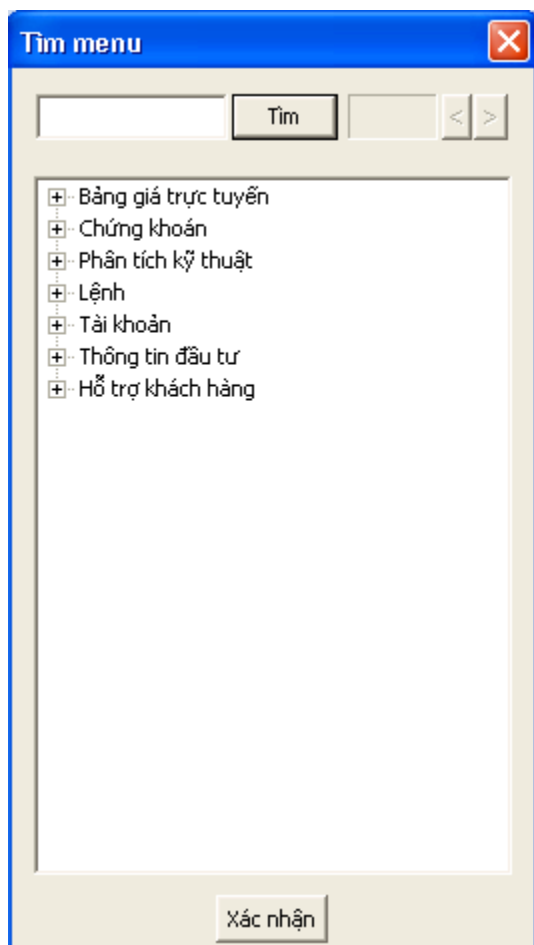 Tìm menu
Tìm < >
Bảng giá trực tuyến
Chứng khoán
Phân tích kỹ thuật
Lệnh
Tài khoản
Thông tin đầu tư
Hỗ trợ khách hàng
Xác nhận